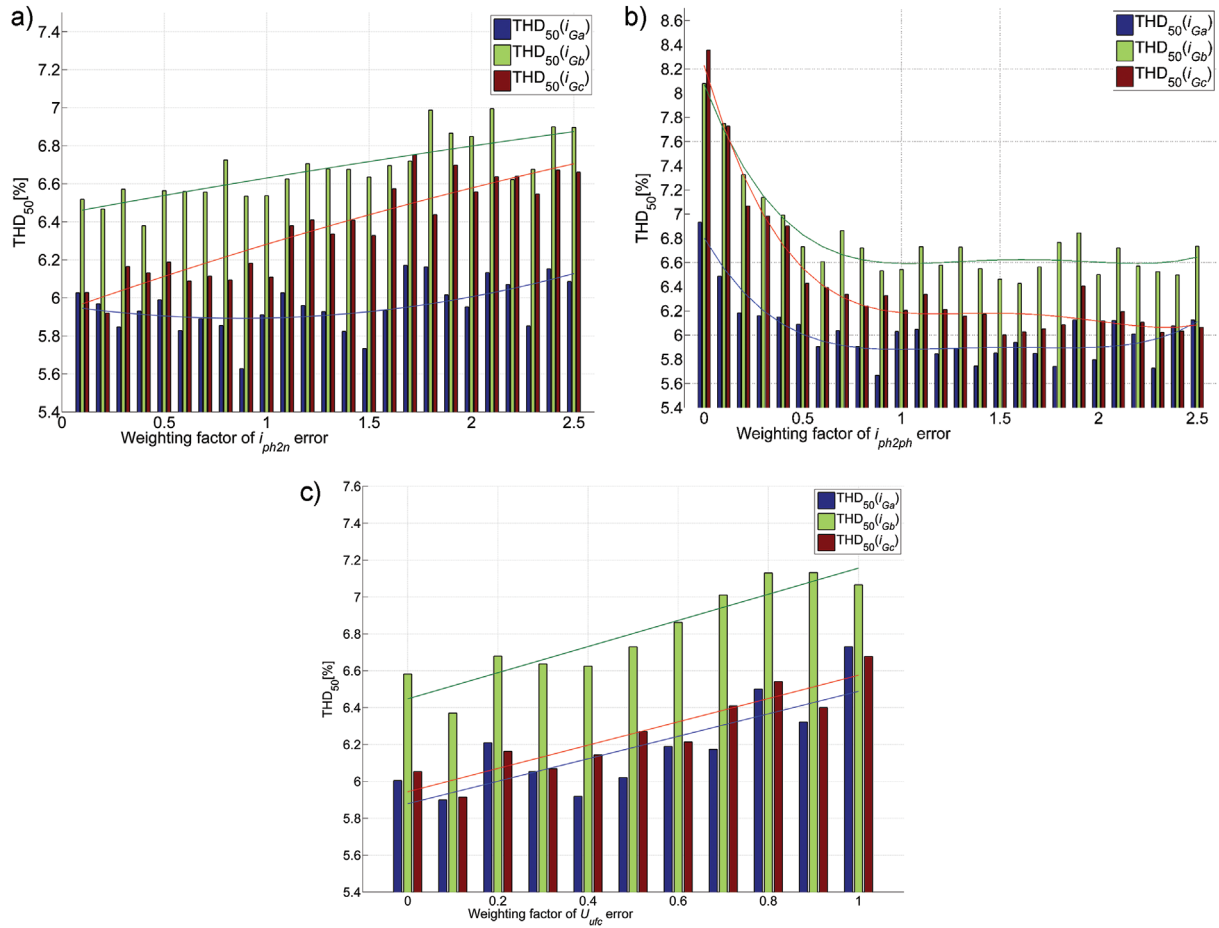 a)
THD50(iGa)
THD50(iGb)
THD50(iGc)
7.4
7.2
7
6.8
6.6
6.4
6.2
6
5.8
5.6
5.4
THD50[%]
0 0.5 1 1.5 2 2.5
Weighting factor of iph2n error
b)
THD50(iGa)
THD50(iGb)
THD50(iGc)
8.6
8.4
8.2
8
7.8
7.6
7.4
7.2
7
6.8
6.6
6.4
6.2
6
5.8
5.6
5.4
THD50[%]
0 0.5 1 1.5 2 2.5
Weighting factor of iph2ph error
c)
THD50(iGa)
THD50(iGb)
THD50(iGc)
7.6
7.4
7.2
7
6.8
6.6
6.4
6.2
6
5.8
5.6
5.4
THD50[%]
0 0.2 0.4 0.6 0.8 1
Weighting factor of Uufc error